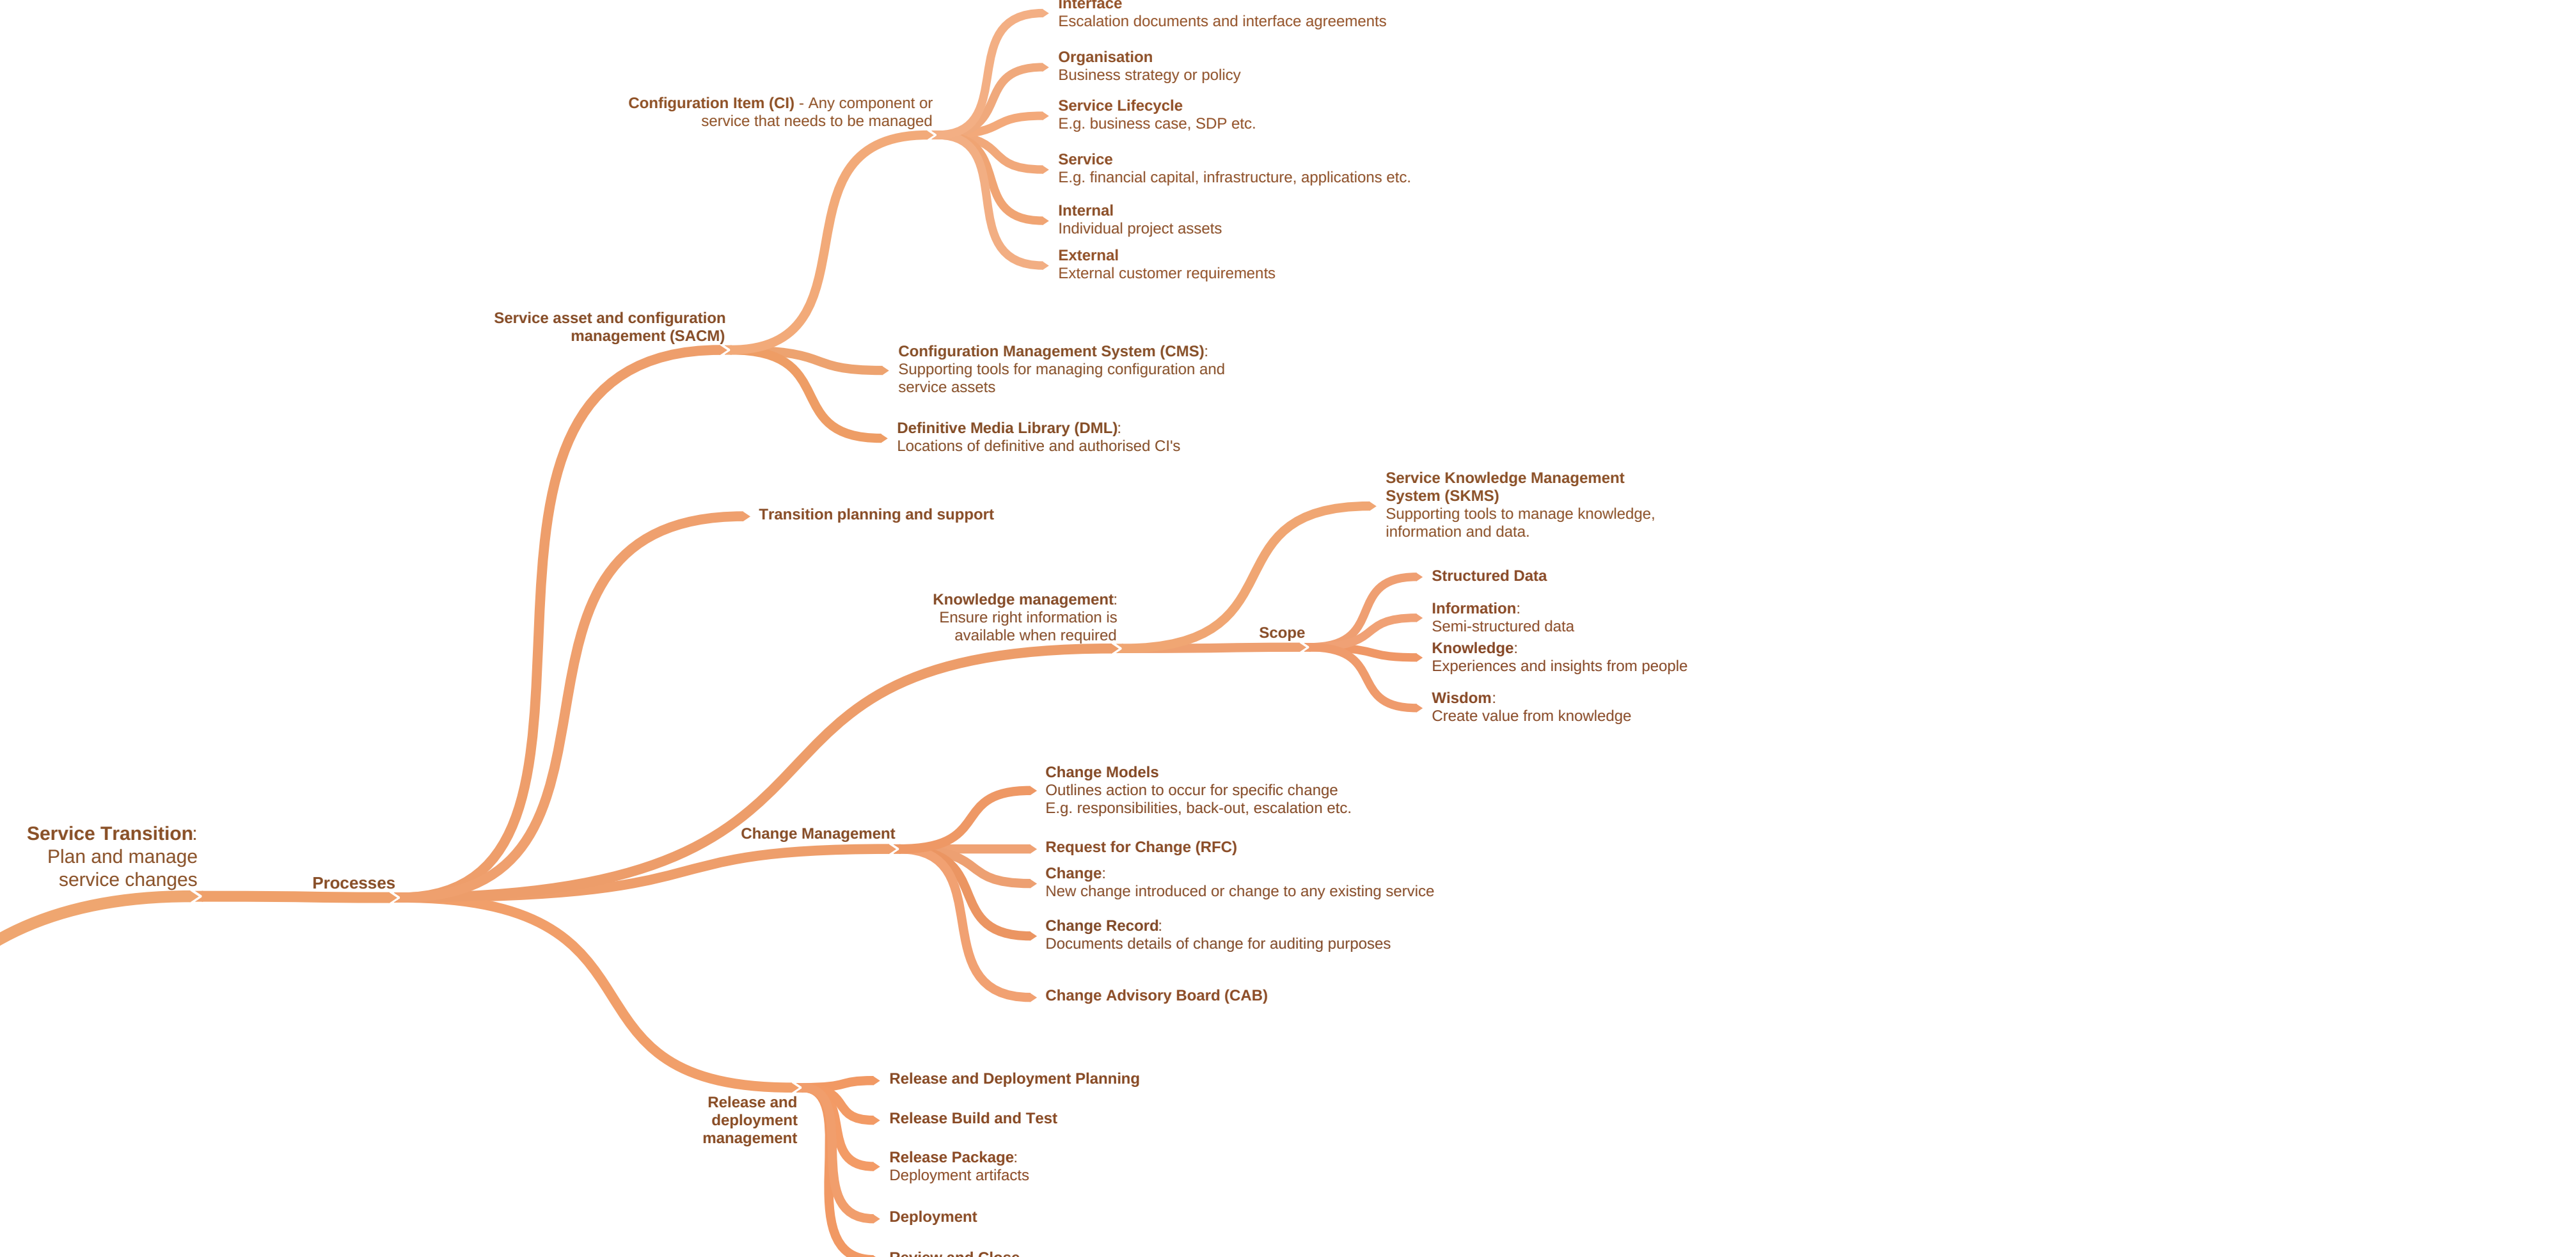 Interface
Escalation documents and interface agreements
Organisation
Business strategy or policy
Configuration Item (CI) - Any component or
service that needs to be managed
Service Lifecycle
E.g. business case, SDP etc.
Service
E.g. financial capital, infrastructure, applications etc.
Internal
Individual project assets
External
External customer requirements
Service asset and configuration
management (SACM)
Configuration Management System (CMS):
Supporting tools for managing configuration and
service assets
Definitive Media Library (DML):
Locations of definitive and authorised CI's
Transition planning and support
Service Knowledge Management
System (SKMS)
Supporting tools to manage knowledge,
information and data.
Knowledge management:
Ensure right information is
available when required
Scope
Structured Data
Information:
Semi-structured data
Knowledge:
Experiences and insights from people
Wisdom:
Create value from knowledge
Service Transition:
Plan and manage
service changes
Processes
Change Management
Change Models
Outlines action to occur for specific change
E.g. responsibilities, back-out, escalation etc.
Request for Change (RFC)
Change:
New change introduced or change to any existing service
Change Record:
Documents details of change for auditing purposes
Change Advisory Board (CAB)
Release and
deployment
management
Release and Deployment Planning
Release Build and Test
Release Package:
Deployment artifacts
Deployment
Review and Close